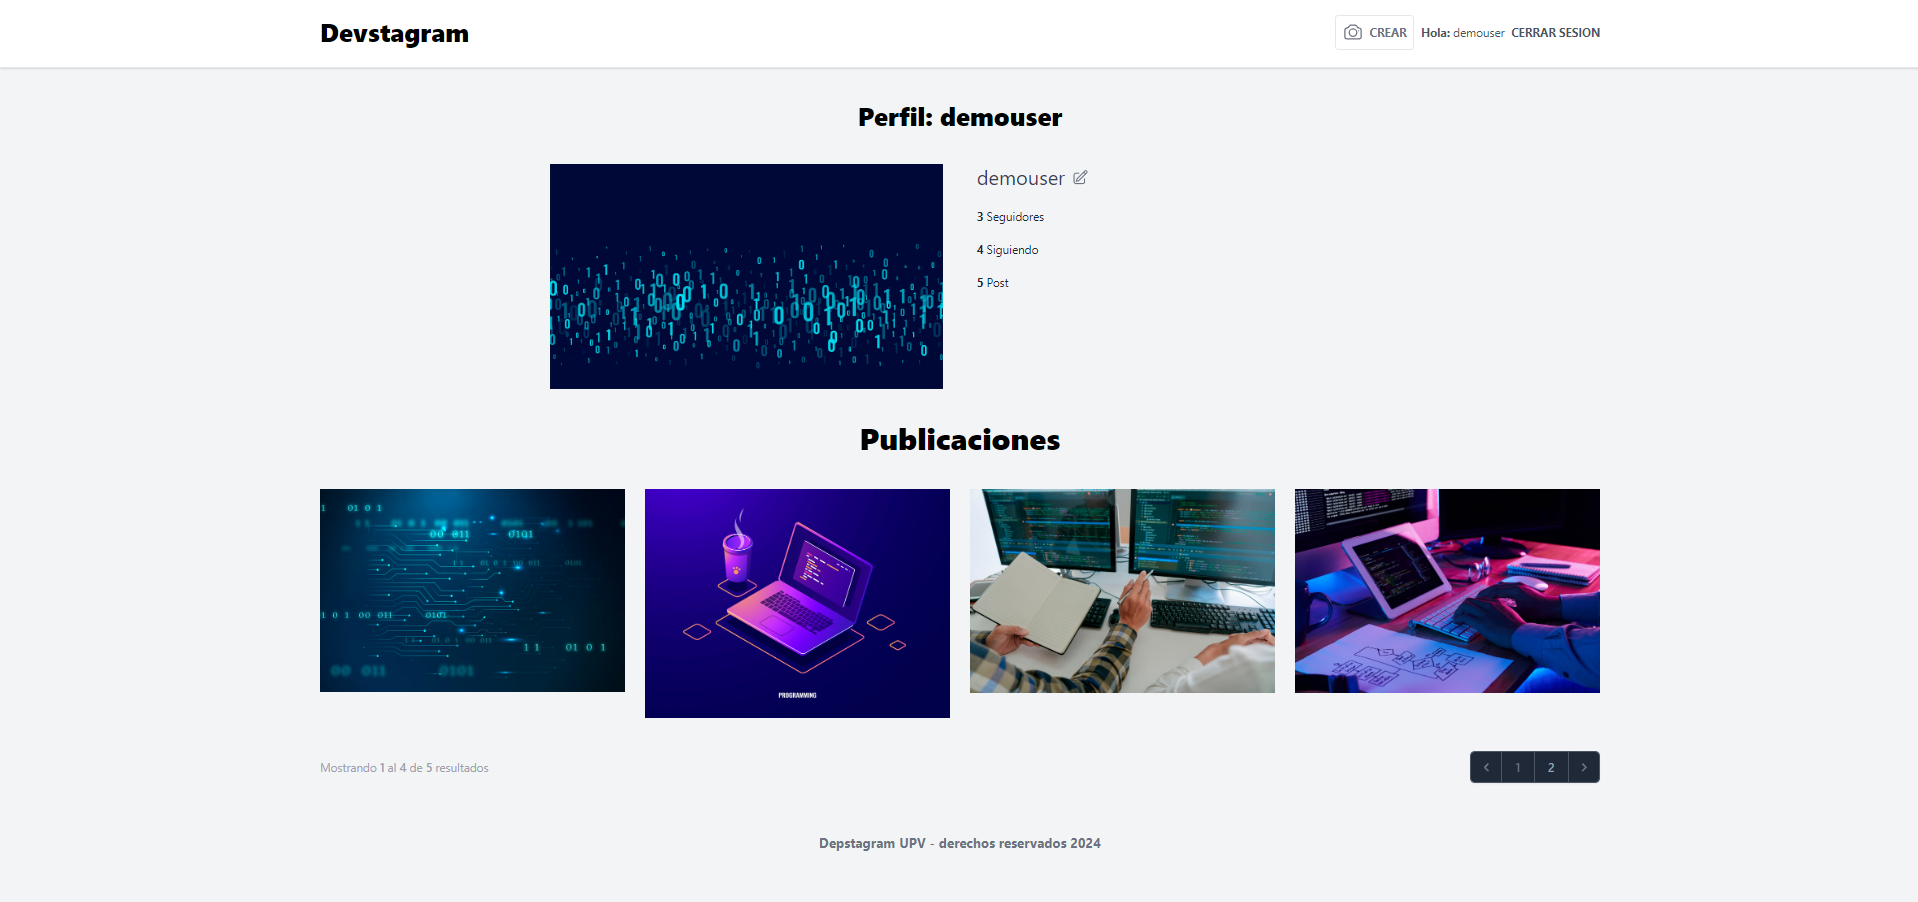 Devstagram
CREAR Hola: demouser CERRAR SESION
Perfil: demouser
demouser
3 Seguidores
4 Siguiendo
5 Post
Publicaciones
PROGRAMMING
Mostrando 1 al 4 de 5 resultados
1 2
Depstagram UPV - derechos reservados 2024